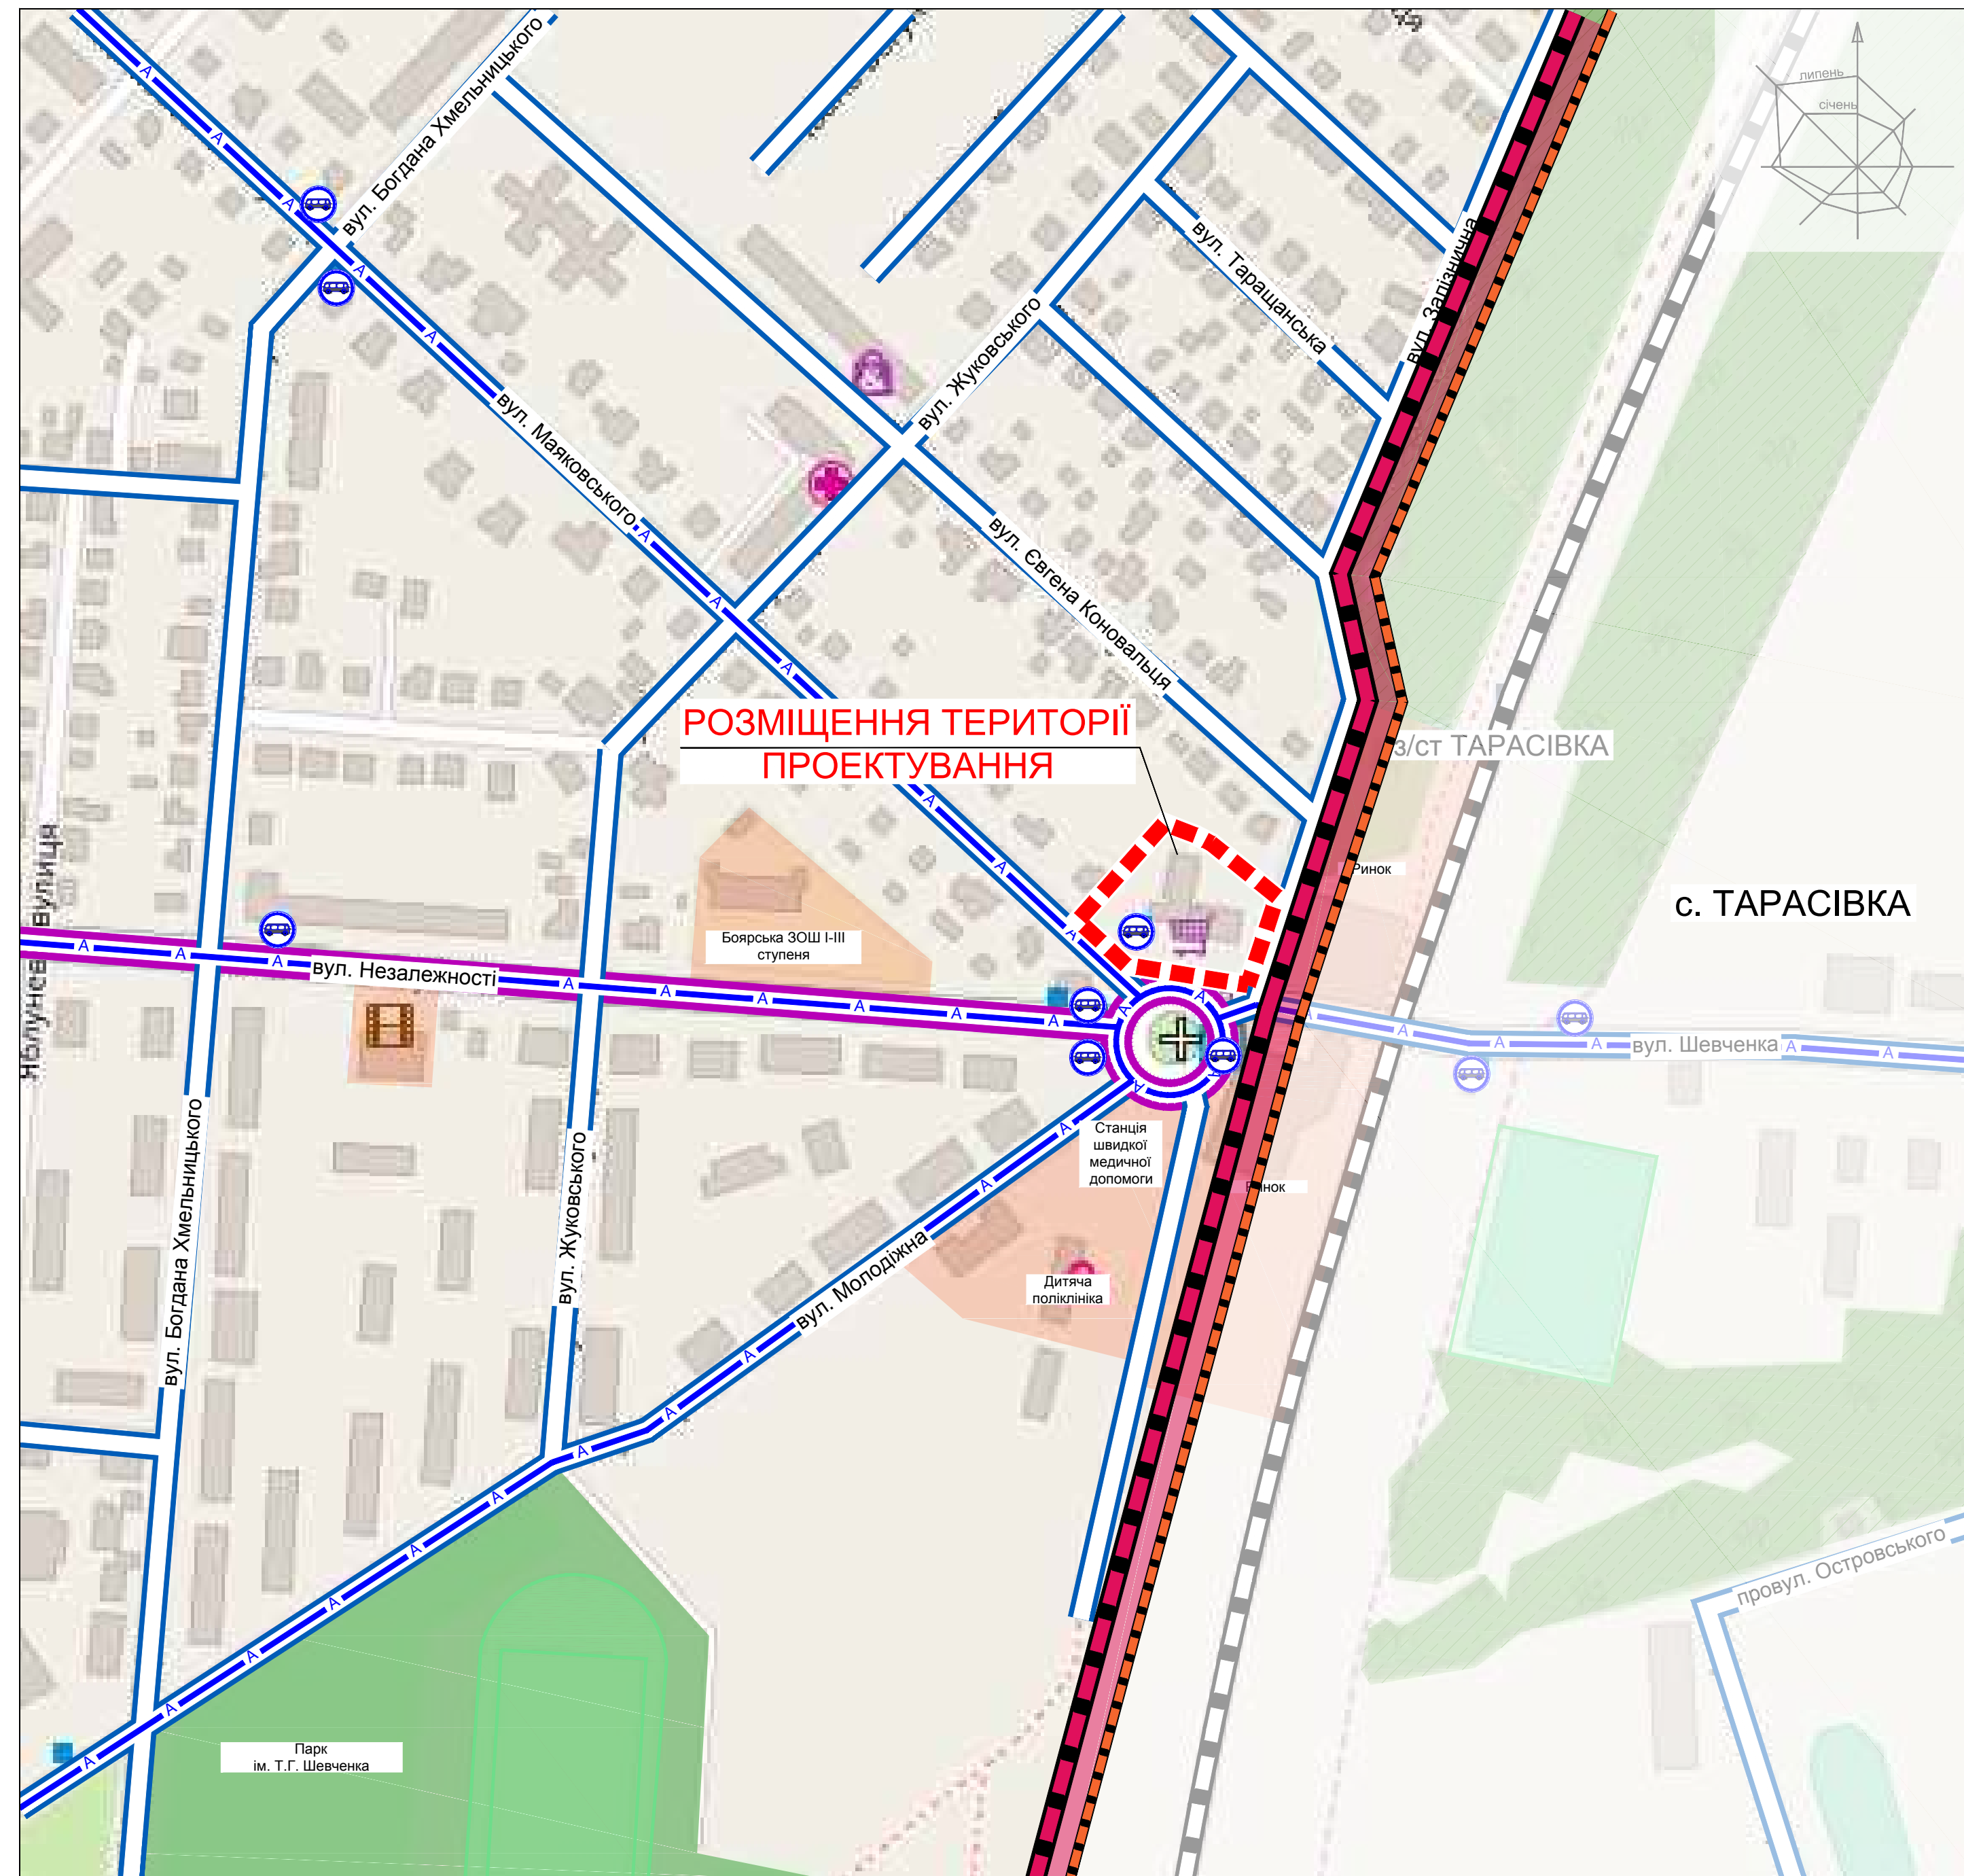 липень
січень
вул. Богдана Хмельницького
вул. Таращанська
вул. Залізнична
вул. Жуковського
вул. Маяковського
вул. Євгена Коновальця
РОЗМІЩЕННЯ ТЕРИТОРІЇ
ПРОЕКТУВАННЯ
з/ст ТАРАСІВКА
Ринок
с. ТАРАСІВКА
Яблунева вулиця
Боярська ЗОШ І-ІІІ
ступеня
вул. Незалежності
вул. Шевченка
Станція
швидкої
медичної
допомоги
Ринок
вул. Богдана Хмельницького
вул. Жуковського
вул. Молодіжна
Дитяча
поліклініка
провул. Островського
Парк
ім. Т.Г. Шевченка